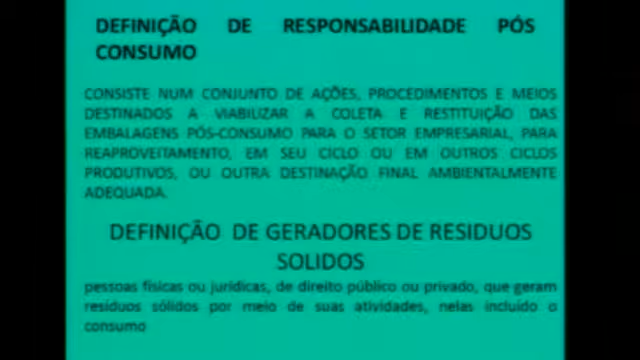 DEFINIÇÃO DE RESPONSABILIDADE PÓS
CONSUMO
CONSISTE NUM CONJUNTO DE AÇÕES, PROCEDIMENTOS E MEIOS
DESTINADOS A VIABILIZAR A COLETA E RESTITUIÇÃO DAS
EMBALAGENS PÓS-CONSUMO PARA O SETOR EMPRESARIAL, PARA
REAPROVEITAMENTO, EM SEU CICLO OU EM OUTROS CICLOS
PRODUTIVOS, OU OUTRA DESTINAÇÃO FINAL AMBIENTALMENTE
ADEQUADA.
DEFINIÇÃO DE GERADORES DE RESIDUOS
SOLIDOS
pessoas físicas ou jurídicas, de direito público ou privado, que geram
resíduos sólidos por meio de suas atividades, nelas incluído o
consumo